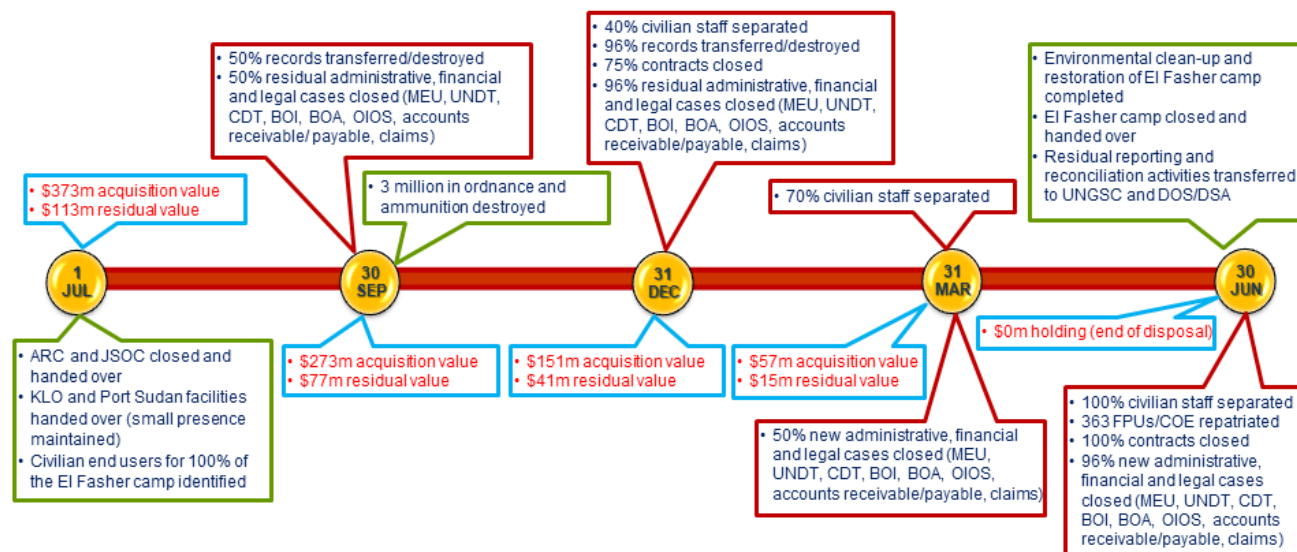 • 50% records transferred/destroyed
• 50% residual administrative, financial
and legal cases closed (MEU, UNDT,
CDT, BOI, BOA, OIOS, accounts
receivable/ payable, claims)
• 40% civilian staff separated
• 96% records transferred/destroyed
• 75% contracts closed
• 96% residual administrative, financial
and legal cases closed (MEU, UNDT,
CDT, BOI, BOA, OIOS, accounts
receivable/payable, claims)
• Environmental clean-up and
restoration of El Fasher camp
completed
• El Fasher camp closed and
handed over
• Residual reporting and
reconciliation activities transferred
to UNGSC and DOS/DSA
• $373m acquisition value
• $113m residual value
• 3 million in ordnance and
ammunition destroyed
• 70% civilian staff separated
1
JUL
30
SEP
31
DEC
31
MAR
30
JUN
• ARC and JSOC closed and
handed over
• KLO and Port Sudan facilities
handed over (small presence
maintained)
• Civilian end users for 100% of
the El Fasher camp identified
• $273m acquisition value
• $77m residual value
• $151m acquisition value
• $41m residual value
• $57m acquisition value
• $15m residual value
• $0m holding (end of disposal)
• 50% new administrative, financial
and legal cases closed (MEU,
UNDT, CDT, BOI, BOA, OIOS,
accounts receivable/payable, claims)
• 100% civilian staff separated
• 363 FPUs/COE repatriated
• 100% contracts closed
• 96% new administrative,
financial and legal cases
closed (MEU, UNDT, CDT,
BOI, BOA, OIOS, accounts
receivable/payable, claims)